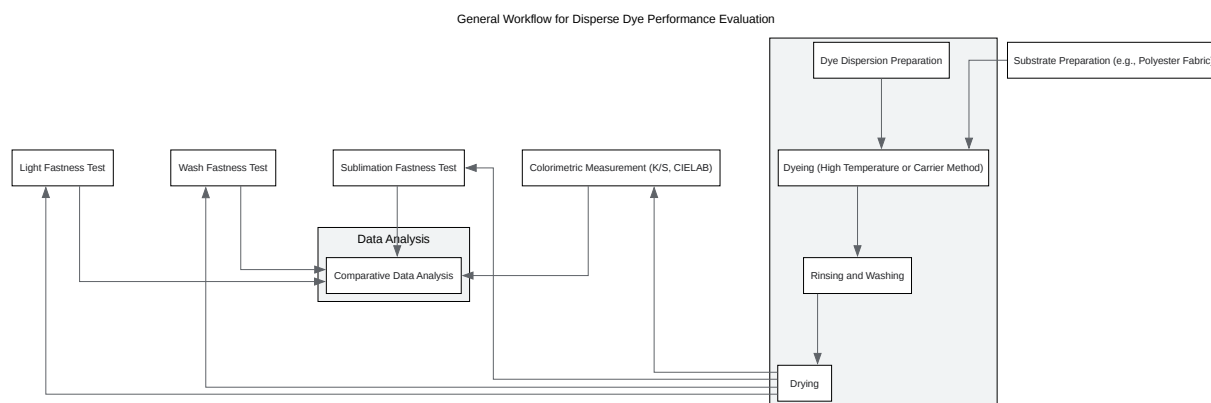 General Workflow for Disperse Dye Performance Evaluation
Dye Dispersion Preparation
Substrate Preparation (e.g., Polyester Fabric)
Light Fastness Test
Wash Fastness Test
Sublimation Fastness Test
Colorimetric Measurement (K/S, CIELAB)
Dyeing (High Temperature or Carrier Method)
Data Analysis
Comparative Data Analysis
Rinsing and Washing
Drying